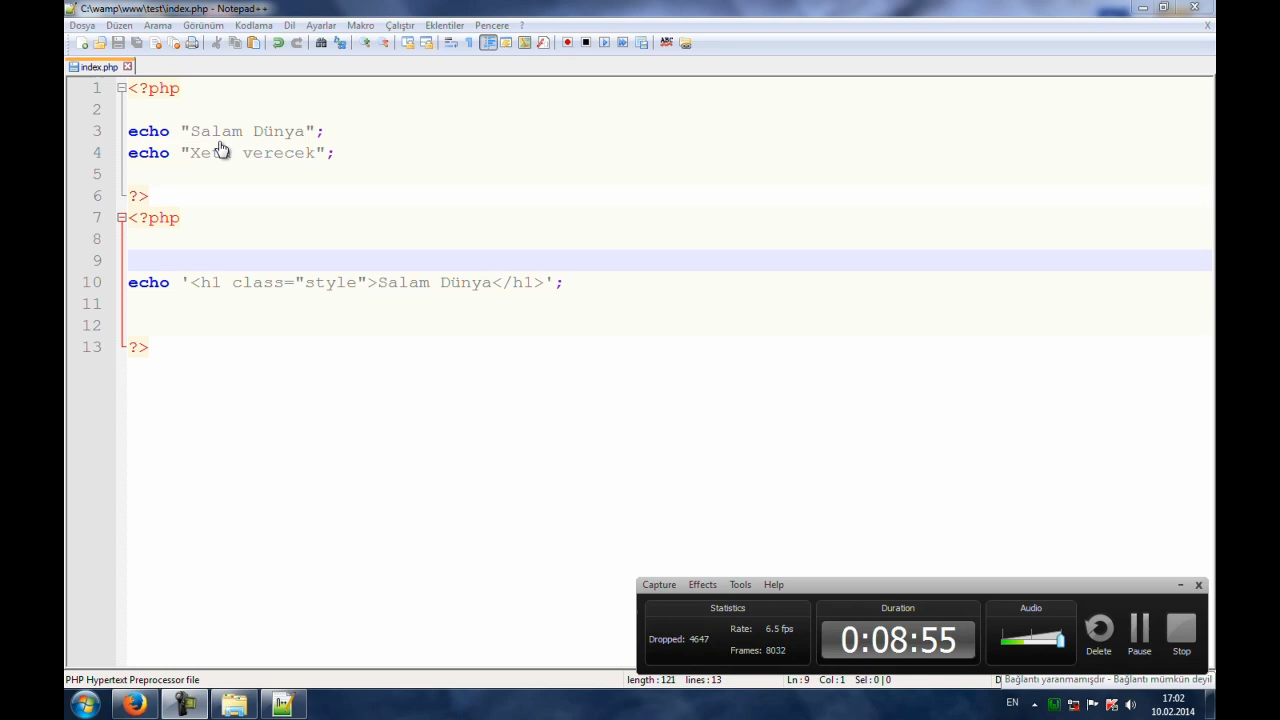 C:\wamp\www\test\index.php - Notepad++
Dosya Düzen Arama Görünüm Kodlama Dil Ayarlar Makro Çalıştır Eklentiler Pencere ? X
index.php
1 <?php
2
3 echo "Salam Dünya";
4 echo "Xeta verecek";
5
6 ?>
7 <?php
8
9
10 echo '<h1 class="style">Salam Dünya</h1>';
11
12
13 ?>
Capture Effects Tools Help
Statistics Duration Audio
Dropped: 4647 Rate: 6.5 fps
Frames: 8032
0:08:55
Delete Pause Stop
PHP Hypertext Preprocessor file length : 121 lines : 13 Ln : 9 Col : 1 Sel : 0 | 0 D
Bağlantı yaranmamışdır - Bağlantı mümkün deyil
EN 17:02
10.02.2014